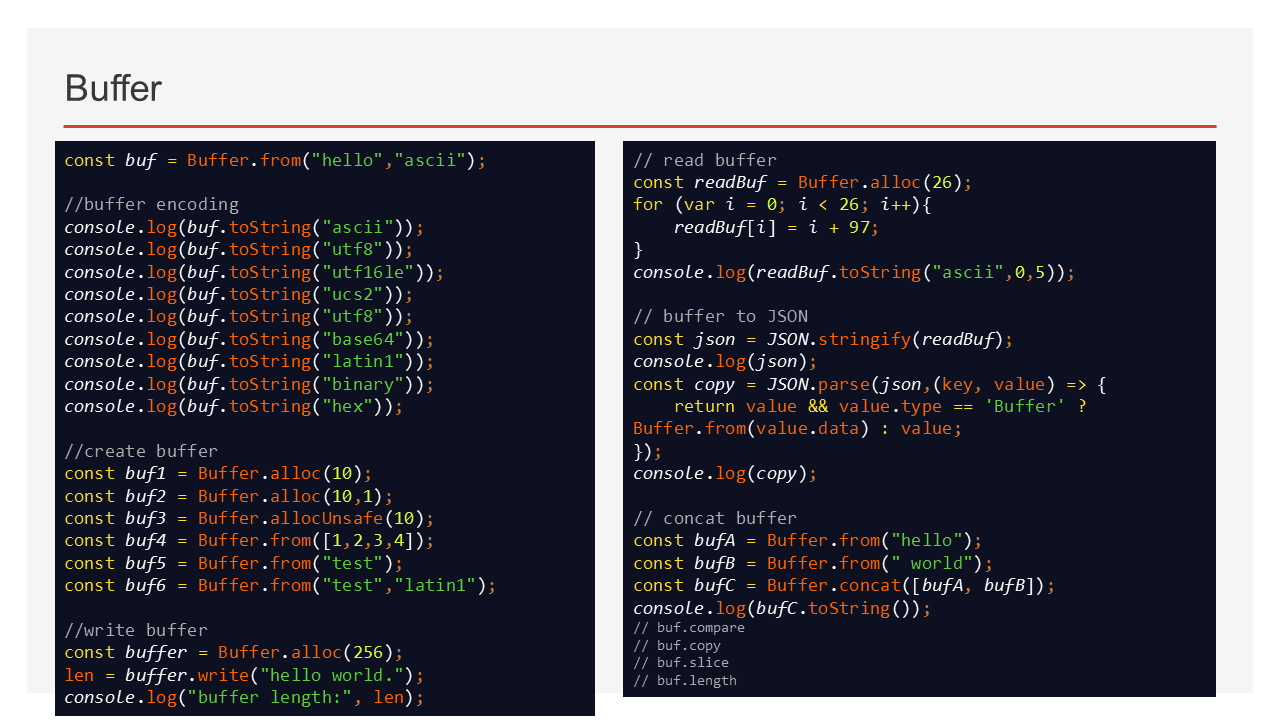 Buffer
const buf = Buffer.from("hello","ascii");
//buffer encoding
console.log(buf.toString("ascii"));
console.log(buf.toString("utf8"));
console.log(buf.toString("utf16le"));
console.log(buf.toString("ucs2"));
console.log(buf.toString("utf8"));
console.log(buf.toString("base64"));
console.log(buf.toString("latin1"));
console.log(buf.toString("binary"));
console.log(buf.toString("hex"));
//create buffer
const buf1 = Buffer.alloc(10);
const buf2 = Buffer.alloc(10,1);
const buf3 = Buffer.allocUnsafe(10);
const buf4 = Buffer.from([1,2,3,4]);
const buf5 = Buffer.from("test");
const buf6 = Buffer.from("test","latin1");
//write buffer
const buffer = Buffer.alloc(256);
len = buffer.write("hello world.");
console.log("buffer length:", len);
// read buffer
const readBuf = Buffer.alloc(26);
for (var i = 0; i < 26; i++){
    readBuf[i] = i + 97;
}
console.log(readBuf.toString("ascii",0,5));
// buffer to JSON
const json = JSON.stringify(readBuf);
console.log(json);
const copy = JSON.parse(json,(key, value) => {
    return value && value.type == 'Buffer' ?
Buffer.from(value.data) : value;
});
console.log(copy);
// concat buffer
const bufA = Buffer.from("hello");
const bufB = Buffer.from(" world");
const bufC = Buffer.concat([bufA, bufB]);
console.log(bufC.toString());
// buf.compare
// buf.copy
// buf.slice
// buf.length